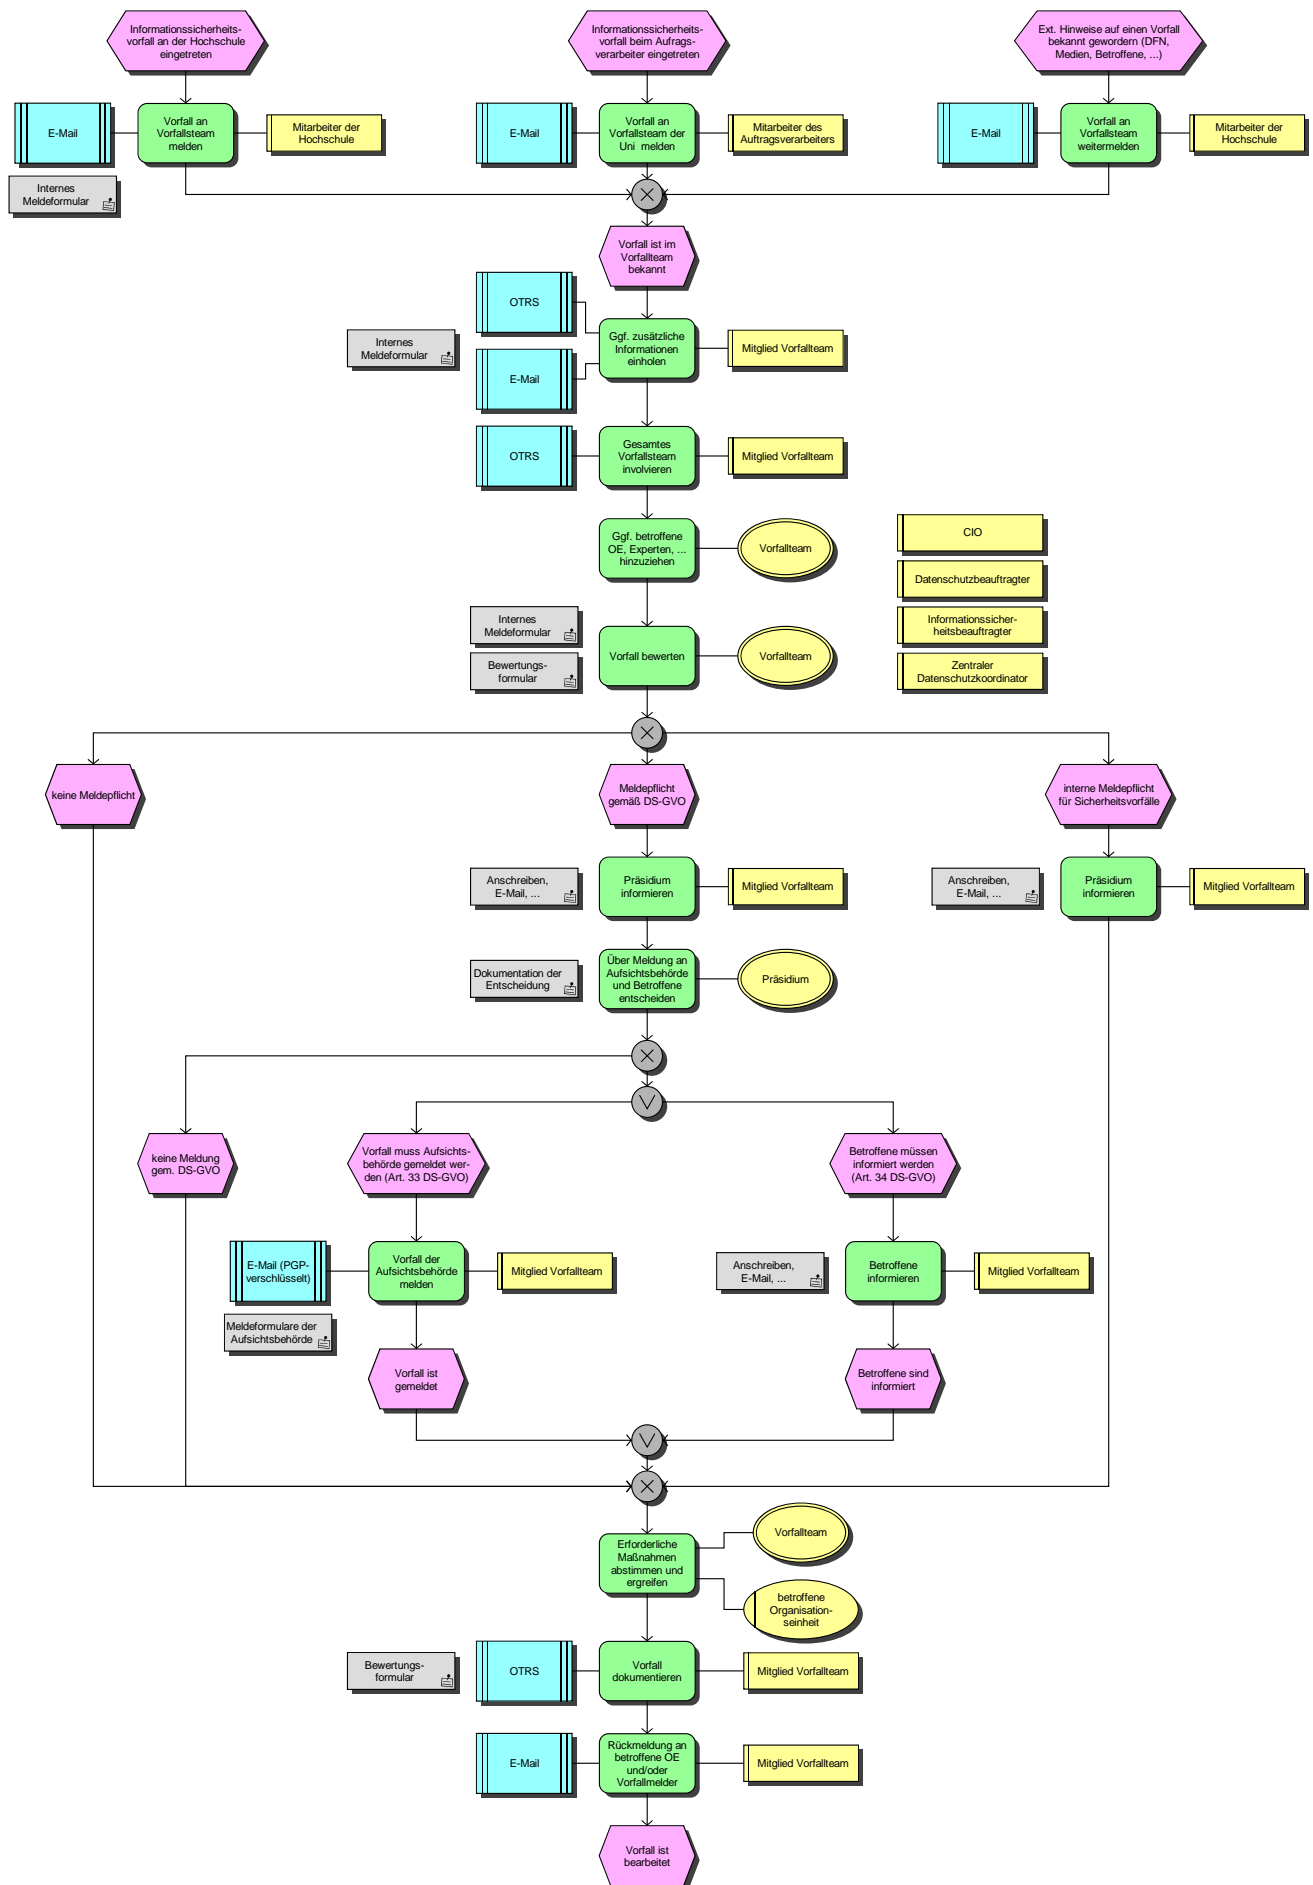 Informationssicherheits-
vorfall an der Hochschule
eingetreten
Informationssicherheits-
vorfall beim Aufrags-
verarbeiter eingetreten
Ext. Hinweise auf einen Vorfall
bekannt geworden (DFN,
Medien, Betroffene, ...)
E-Mail
Vorfall an
Vorfallsteam
melden
Mitarbeiter der
Hochschule
E-Mail
Vorfall an
Vorfallsteam der
Uni melden
Mitarbeiter des
Auftragsverarbeiters
E-Mail
Vorfall an
Vorfallsteam
weitermelden
Mitarbeiter der
Hochschule
Internes
Meldeformular
Vorfall ist im
Vorfallteam
bekannt
OTRS
Internes
Meldeformular
Ggf. zusätzliche
Informationen
einholen
Mitglied Vorfallteam
E-Mail
OTRS
Gesamtes
Vorfallsteam
involvieren
Mitglied Vorfallteam
Ggf. betroffene
OE, Experten, ...
hinzuziehen
Vorfallteam
CIO
Datenschutzbeauftragter
Internes
Meldeformular
Informationssicher-
heitsbeauftragter
Vorfall bewerten
Vorfallteam
Bewertungs-
formular
Zentraler
Datenschutzkoordinator
keine Meldepflicht
Meldepflicht
gemäß DS-GVO
interne Meldepflicht
für Sicherheitsvorfälle
Anschreiben,
E-Mail, ...
Präsidium
informieren
Mitglied Vorfallteam
Anschreiben,
E-Mail, ...
Präsidium
informieren
Mitglied Vorfallteam
Dokumentation der
Entscheidung
Über Meldung an
Aufsichtsbehörde
und Betroffene
entscheiden
Präsidium
keine Meldung
gem. DS-GVO
Vorfall muss Aufsichts-
behörde gemeldet wer-
den (Art. 33 DS-GVO)
Betroffene müssen
informiert werden
(Art. 34 DS-GVO)
E-Mail (PGP-
verschlüsselt)
Vorfall der
Aufsichtsbehörde
melden
Mitglied Vorfallteam
Anschreiben,
E-Mail, ...
Betroffene
informieren
Mitglied Vorfallteam
Meldeformulare der
Aufsichtsbehörde
Vorfall ist
gemeldet
Betroffene sind
informiert
Vorfallteam
Erforderliche
Maßnahmen
abstimmen und
ergreifen
betroffene
Organisation-
seinheit
Bewertungs-
formular
OTRS
Vorfall
dokumentieren
Mitglied Vorfallteam
E-Mail
Rückmeldung an
betroffene OE
und/oder
Vorfallmelder
Mitglied Vorfallteam
Vorfall ist
bearbeitet